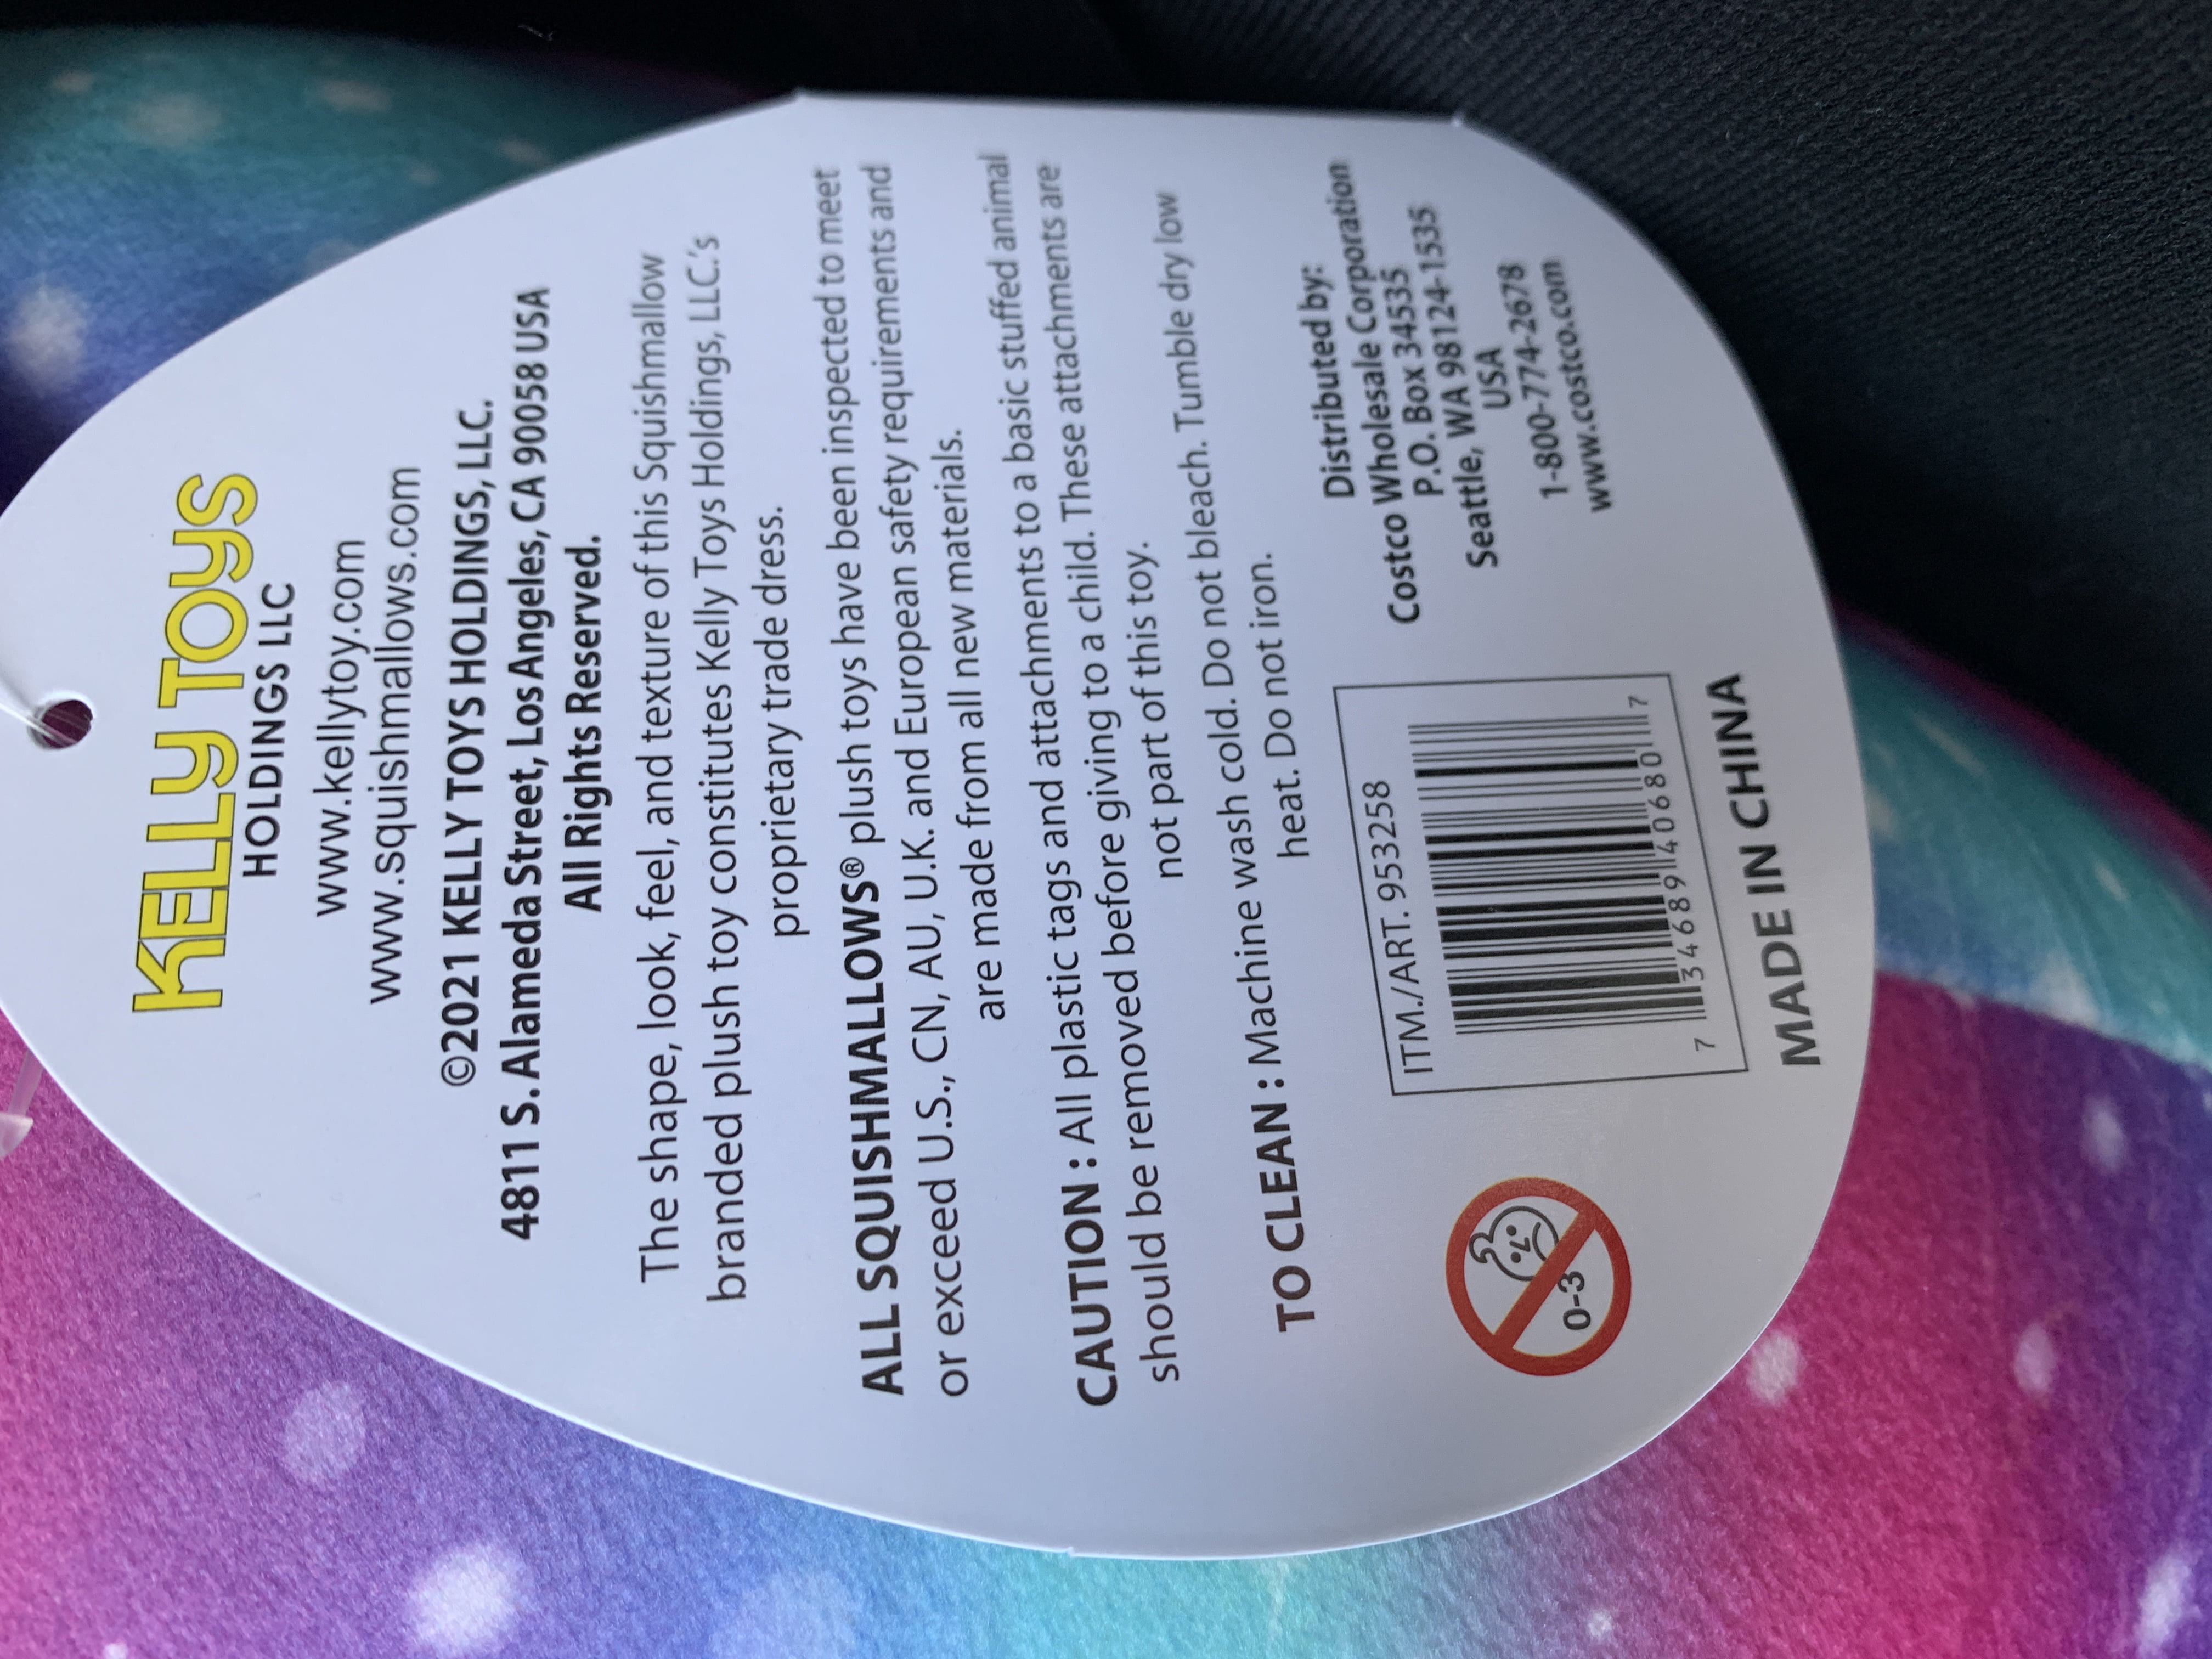 KELLY TOYS
HOLDINGS LLC
www.kellytoy.com
www.squishmallows.com
©2021 KELLY TOYS HOLDINGS, LLC.
4811 S. Alameda Street, Los Angeles, CA 90058 USA
All Rights Reserved.
The shape, look, feel, and texture of this Squishmallow
branded plush toy constitutes Kelly Toys Holdings, LLC.'s
proprietary trade dress.
ALL SQUISHMALLOWS® plush toys have been inspected to meet
or exceed U.S., CN, AU, U.K. and European safety requirements and
are made from all new materials.
CAUTION : All plastic tags and attachments to a basic stuffed animal
should be removed before giving to a child. These attachments are
not part of this toy.
TO CLEAN : Machine wash cold. Do not bleach. Tumble dry low
heat. Do not iron.
0-3
ITM./ART. 953258
7 34689 40680 7
MADE IN CHINA
Distributed by:
Costco Wholesale Corporation
P.O. Box 34535
Seattle, WA 98124-1535
USA
1-800-774-2678
www.costco.com